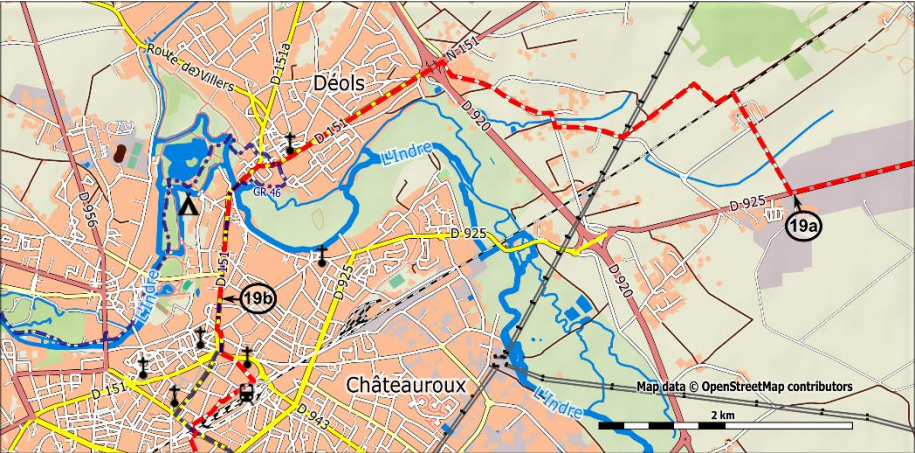 N 151
D 151a
Route de Villers
Déols
D 920
D 151
L'Indre
GR 46
D 956
D 925
19a
D 925
D 151
D 925
D 920
L'Indre
19b
D 151
Châteauroux
Map data © OpenStreetMap contributors
L'Indre
D 943
2 km